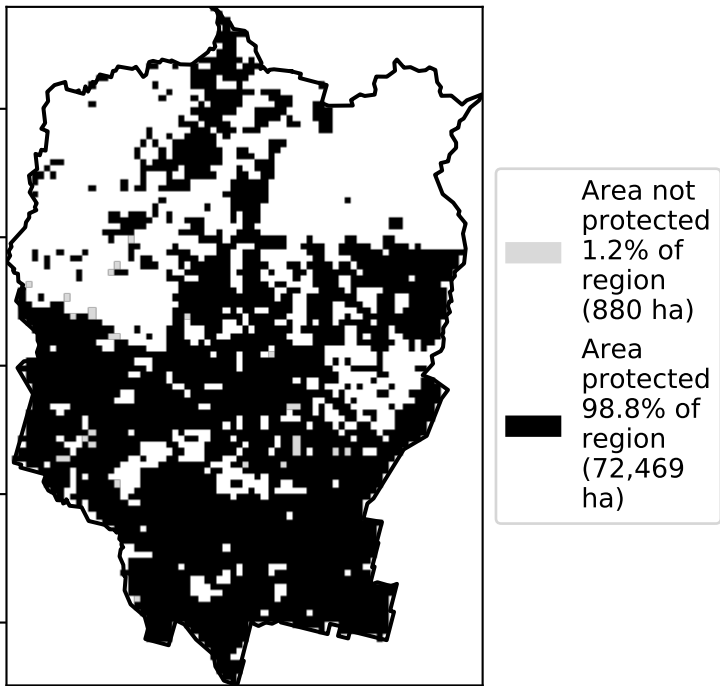 Area not
protected
1.2% of
region
(880 ha)
Area
protected
98.8% of
region
(72,469
ha)